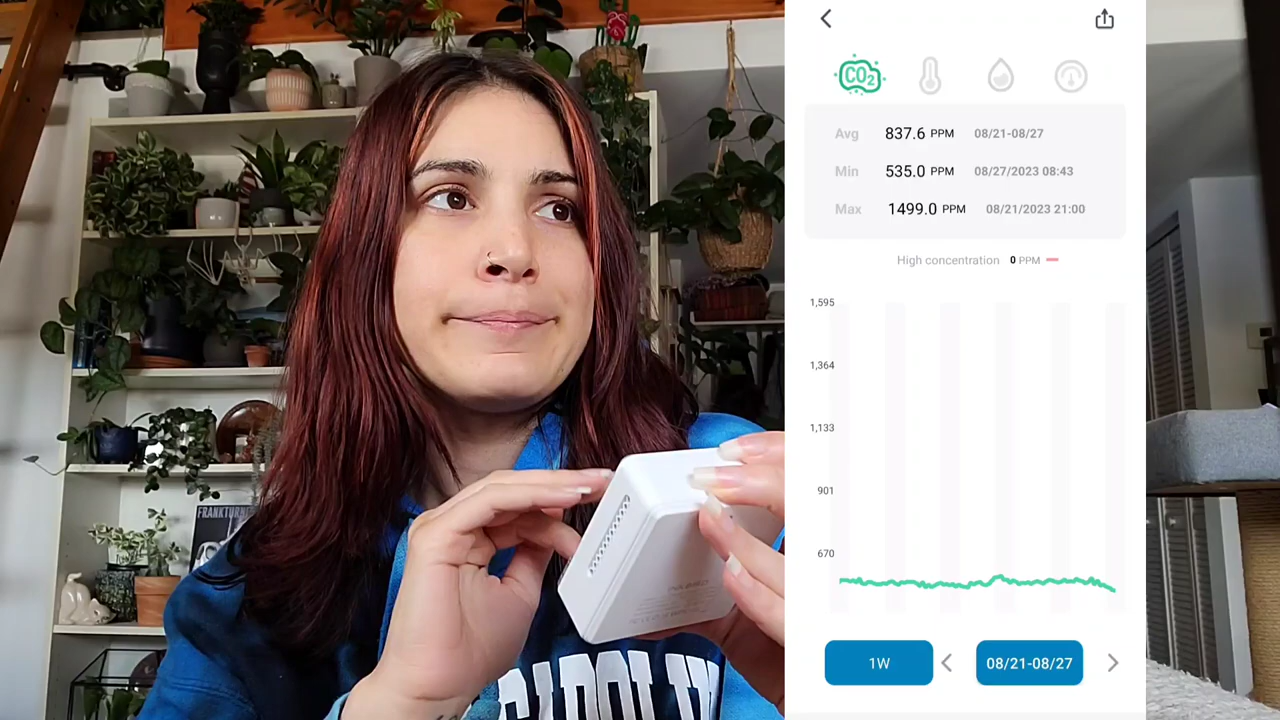 CO₂
Avg 837.6 PPM 08/21-08/27
Min 535.0 PPM 08/27/2023 08:43
Max 1499.0 PPM 08/21/2023 21:00
High concentration 0 PPM
1,595
1,364
1,133
901
670
1W
08/21-08/27